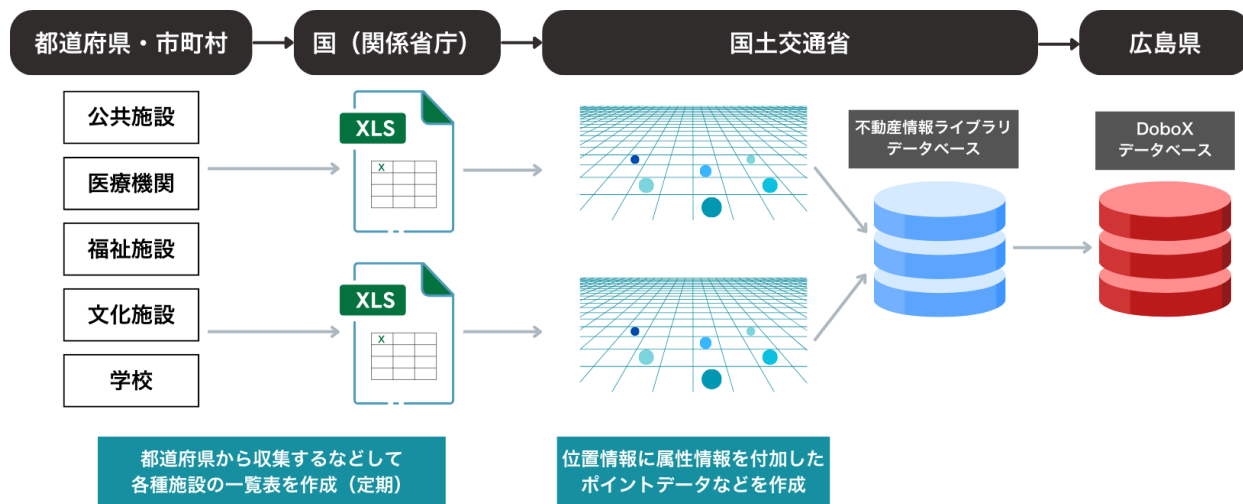 都道府県・市町村
国（関係省庁）
国土交通省
広島県
公共施設
医療機関
福祉施設
文化施設
学校
XLS
X
XLS
X
不動産情報ライブラリ
データベース
DoboX
データベース
都道府県から収集するなどして
各種施設の一覧表を作成（定期）
位置情報に属性情報を付加した
ポイントデータなどを作成